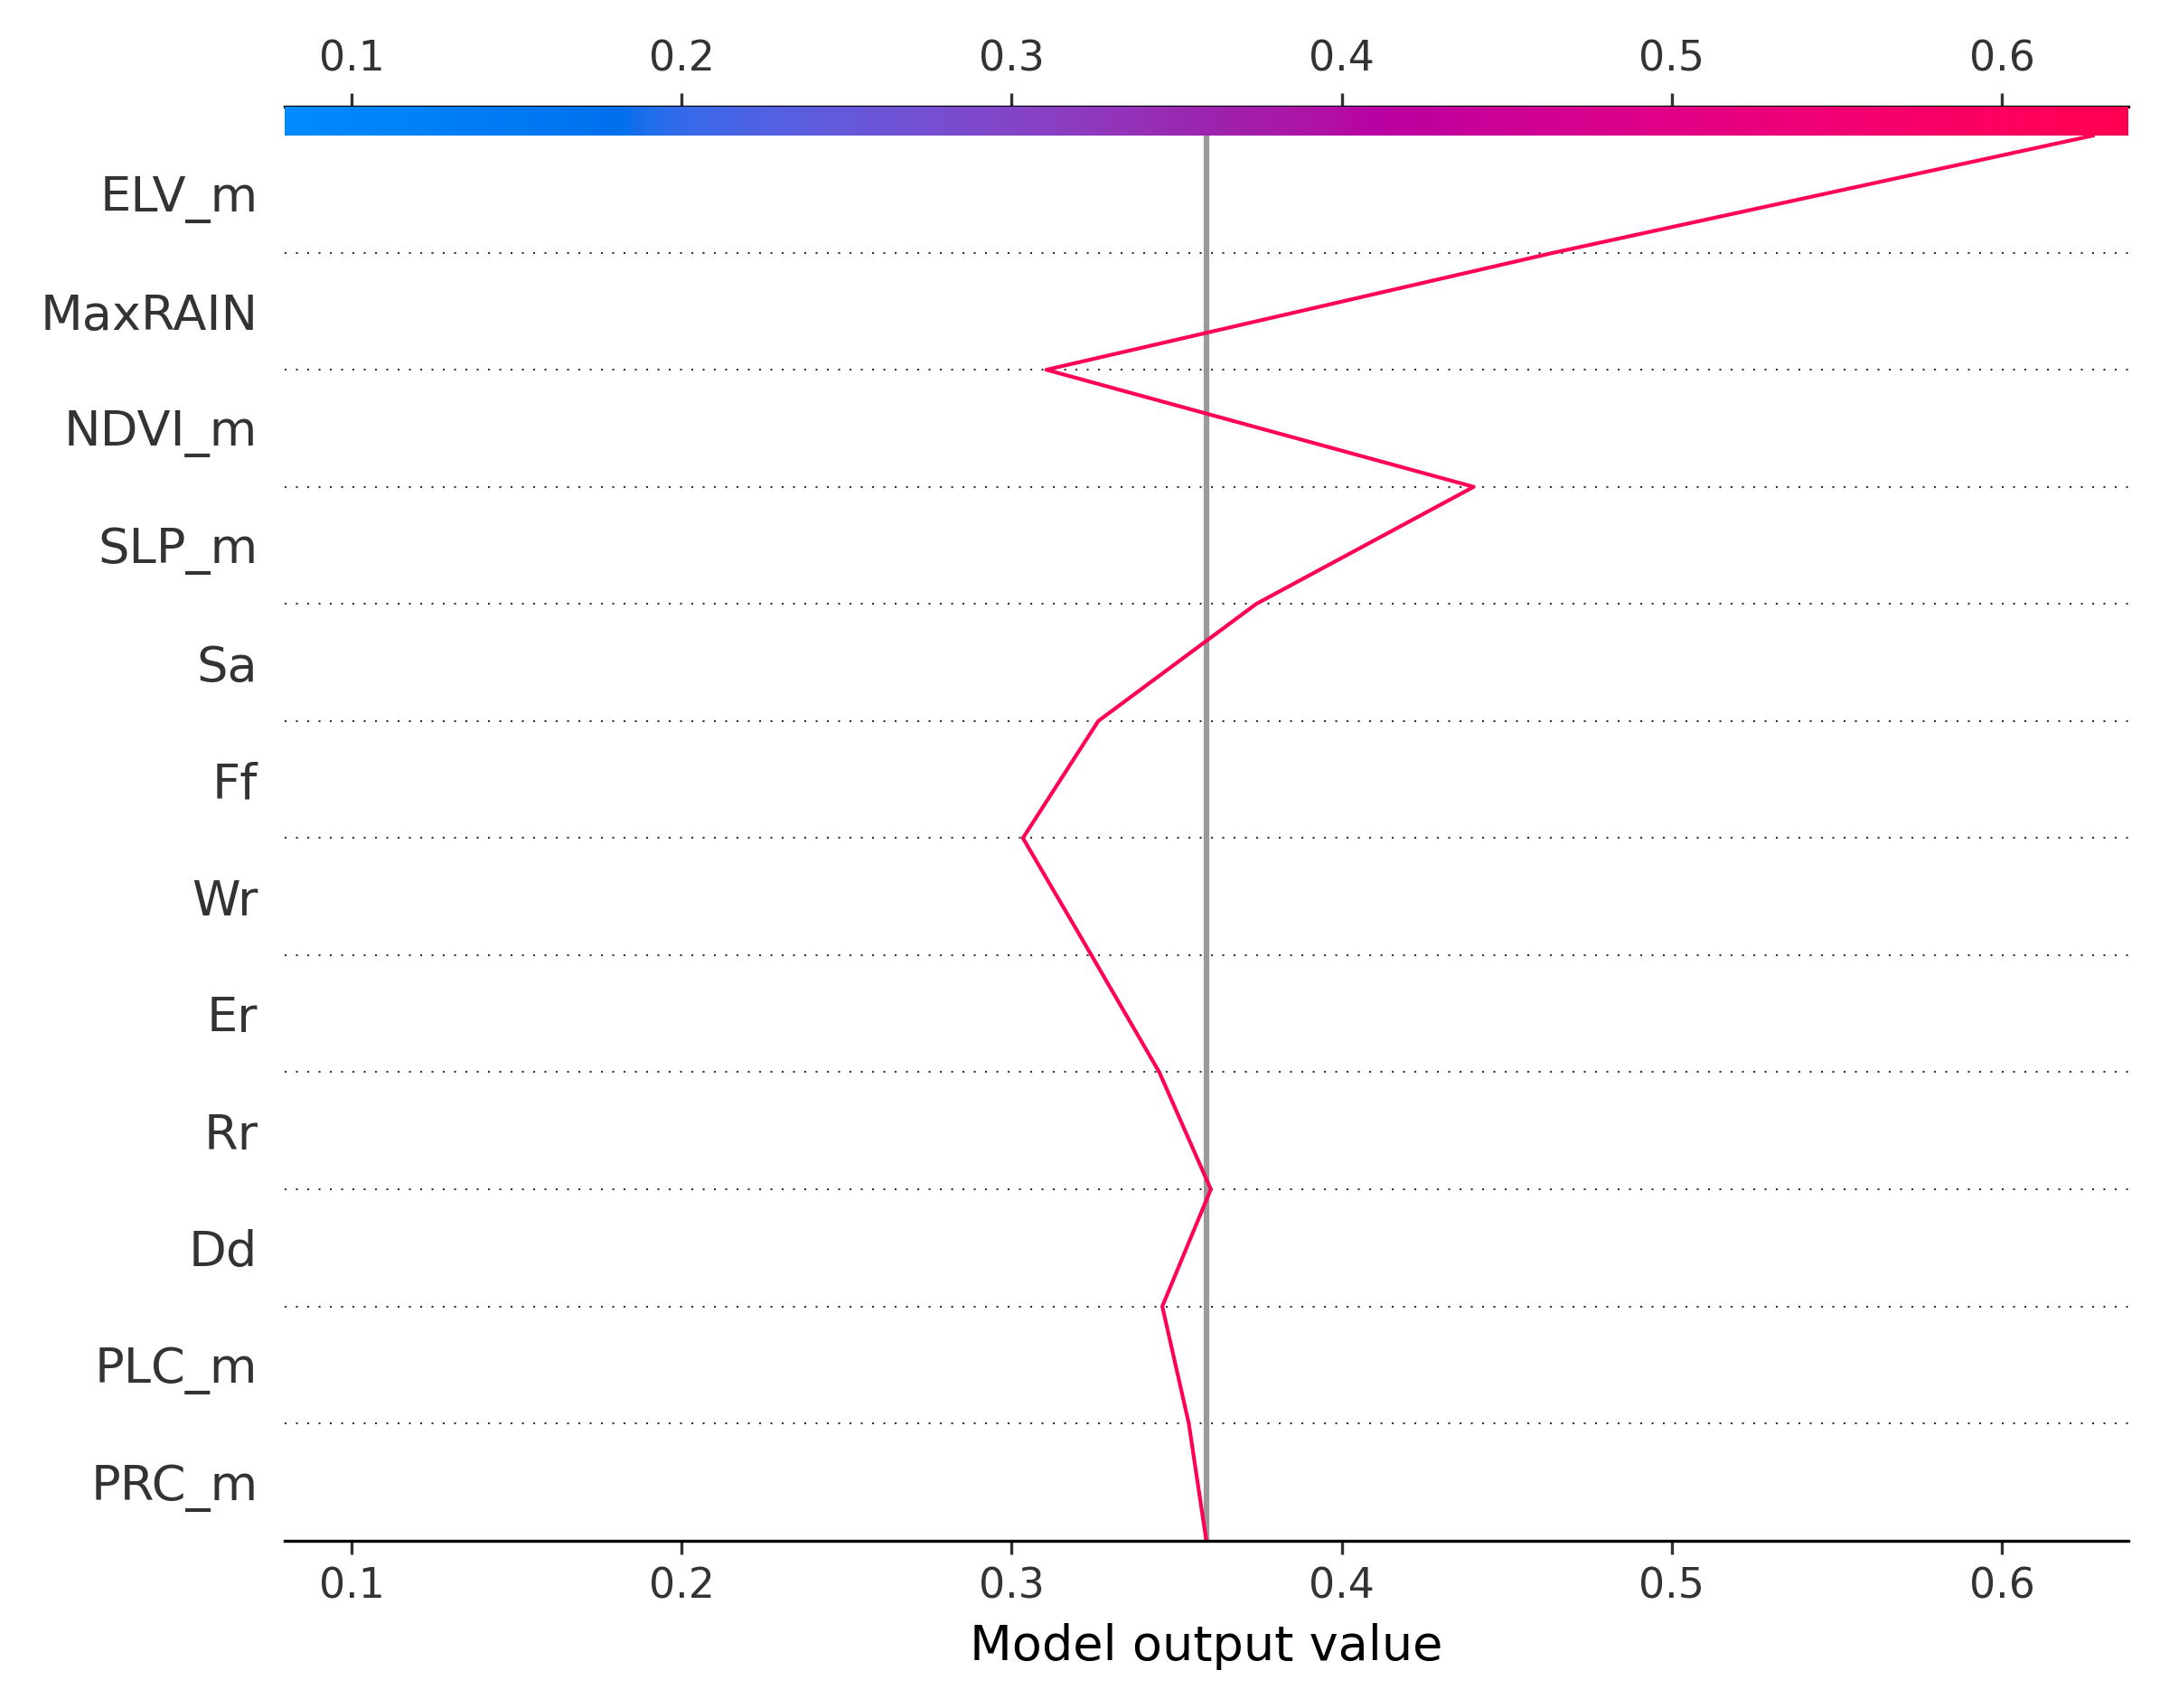 0.1 0.2 0.3 0.4 0.5 0.6
ELV_m
MaxRAIN
NDVI_m
SLP_m
Sa
Ff
Wr
Er
Rr
Dd
PLC_m
PRC_m
0.1 0.2 0.3 0.4 0.5 0.6
Model output value